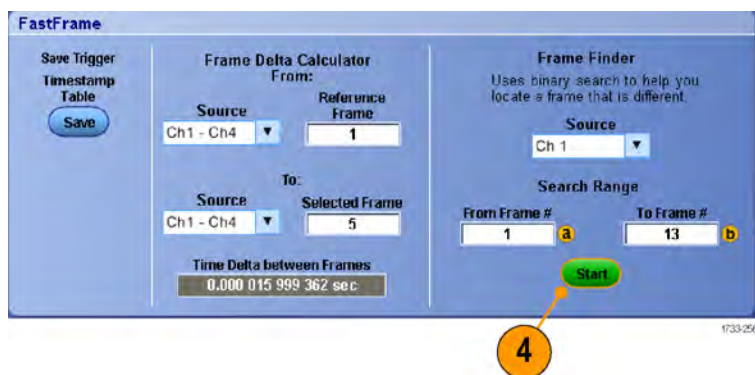 FastFrame
Save Trigger
Timestamp
Table
Save
Frame Delta Calculator
From:
Source
Reference
Frame
Ch1 - Ch4
1
To:
Source
Selected Frame
Ch1 - Ch4
5
Time Delta between Frames
0.000 015 999 362 sec
Frame Finder
Uses binary search to help you
locate a frame that is different.
Source
Ch 1
Search Range
From Frame #
To Frame #
1
a
13
b
Start
4
1733-256